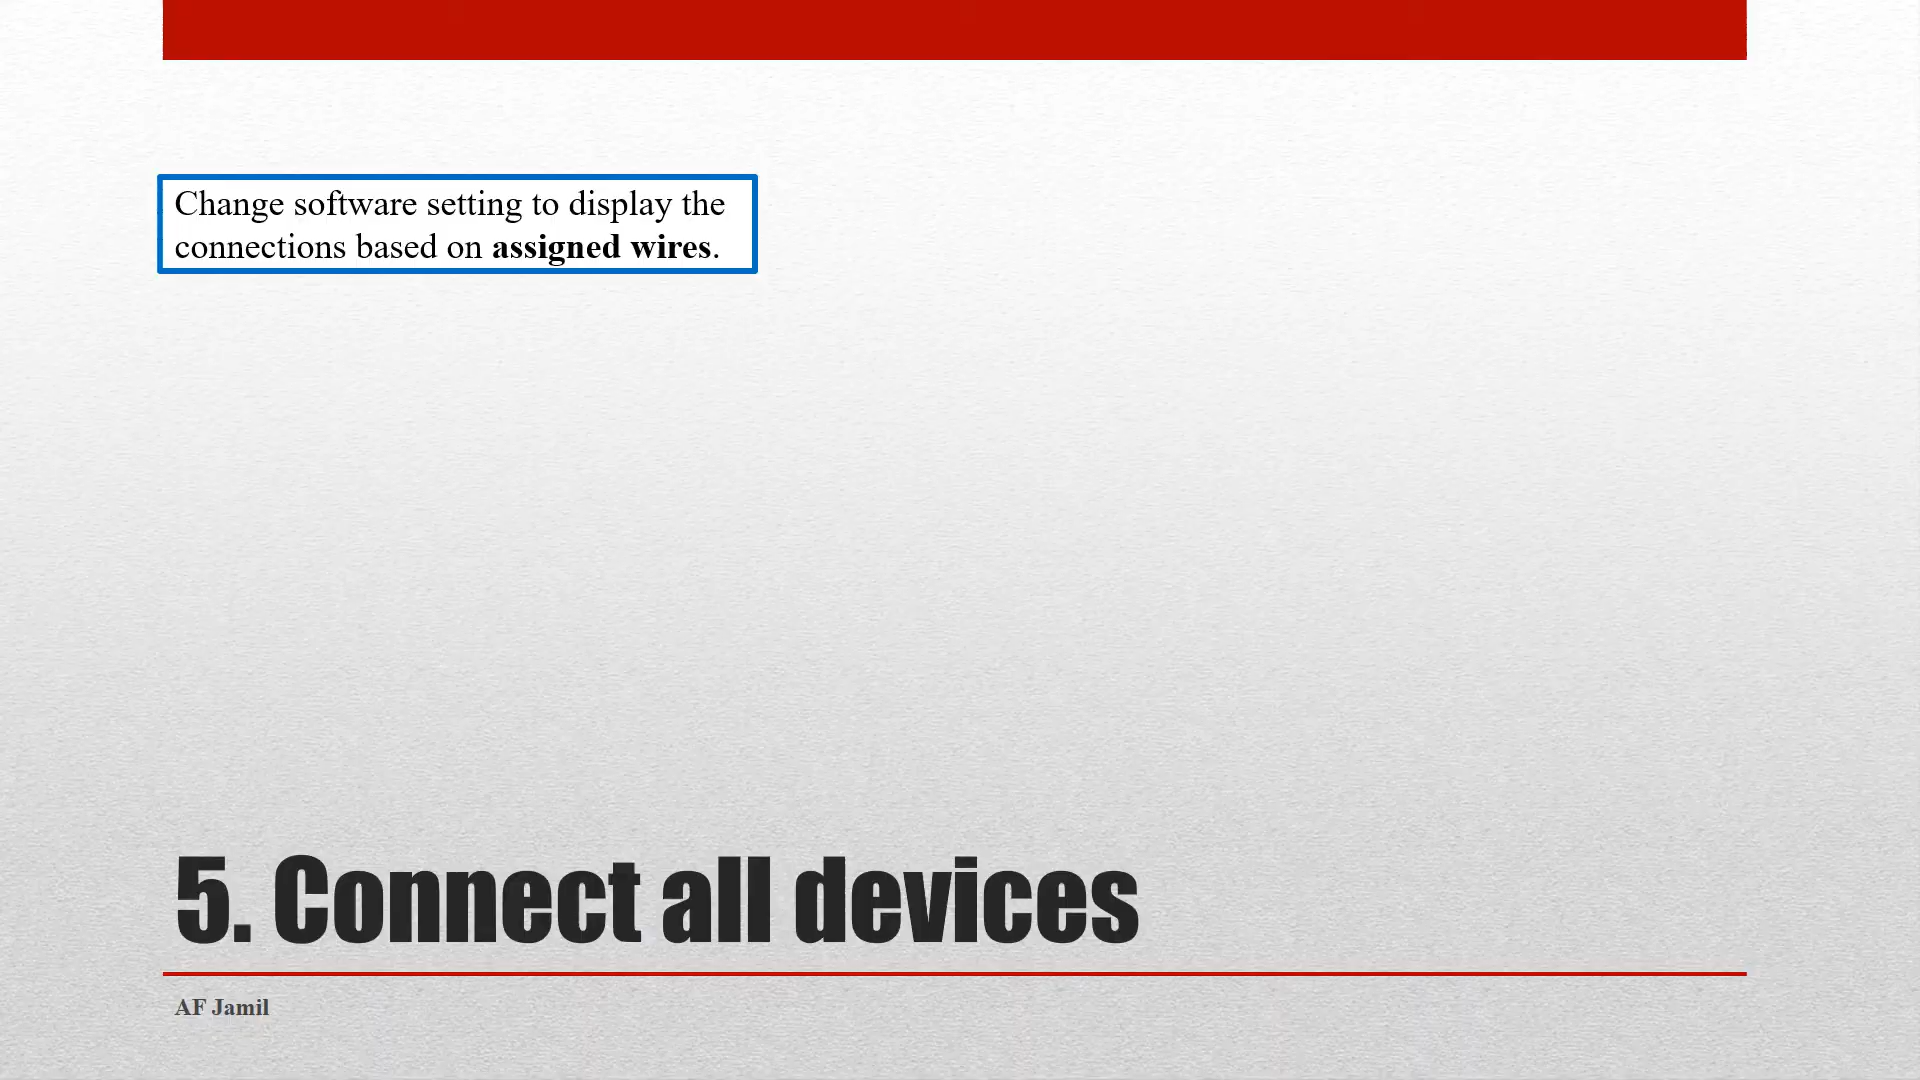 Change software setting to display the
connections based on assigned wires.
5. Connect all devices
AF Jamil